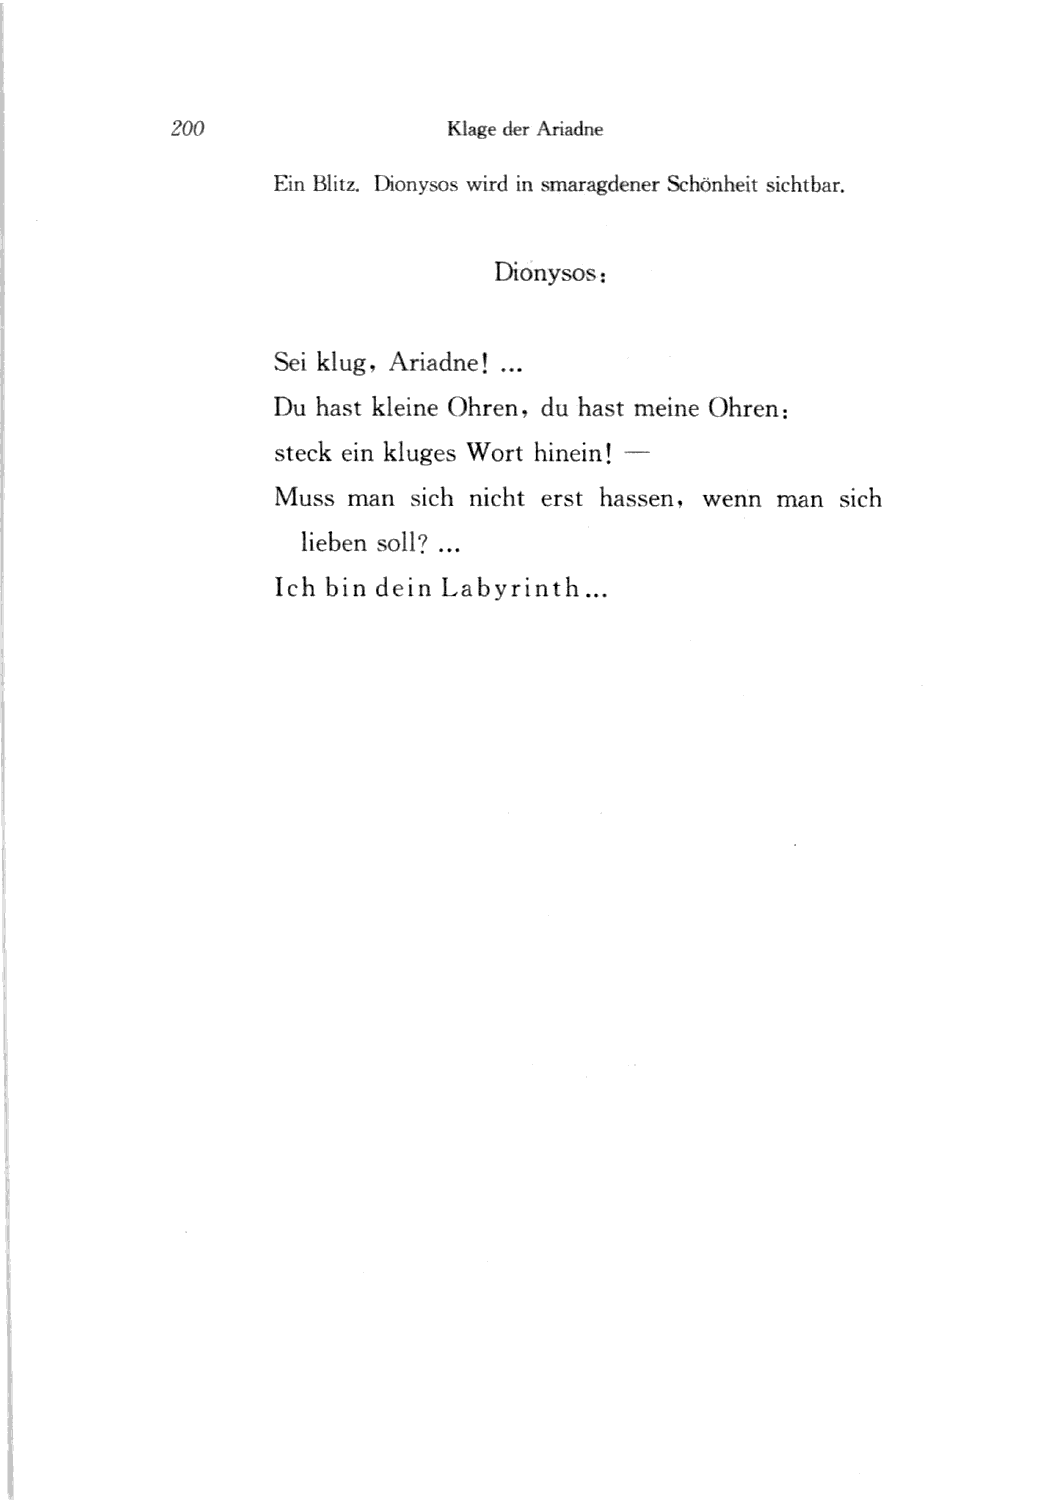 200
Klage der Ariadne
Ein Blitz. Dionysos wird in smaragdener Schönheit sichtbar.
Dionysos:
Sei klug, Ariadne! ...
Du hast kleine Ohren, du hast meine Ohren:
steck ein kluges Wort hinein! —
Muss man sich nicht erst hassen, wenn man sich
lieben soll? ...
Ich bin dein Labyrinth...